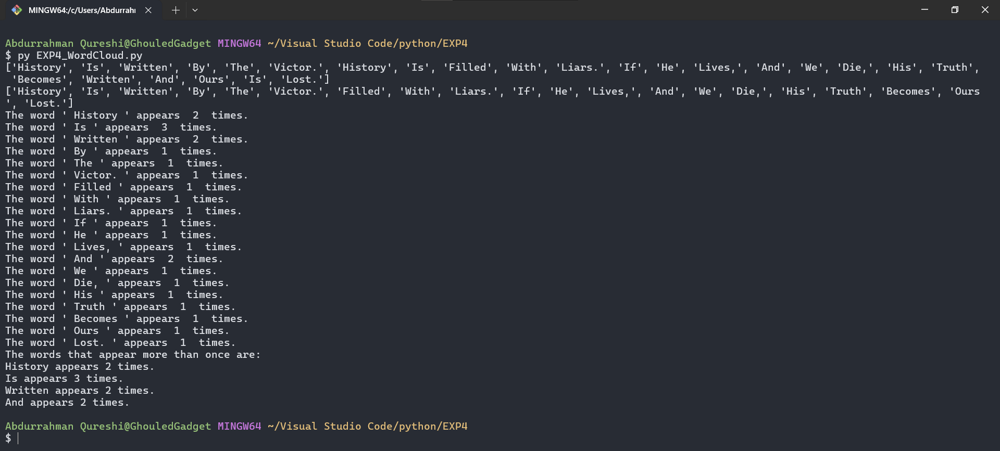 MINGW64:/c/Users/Abdurrahı
Abdurrahman Qureshi@GhouledGadget MINGW64 ~/Visual Studio Code/python/EXP4
$ py EXP4_WordCloud.py
['History', 'Is', 'Written', 'By', 'The', 'Victor.', 'History', 'Is', 'Filled', 'With', 'Liars.', 'If', 'He', 'Lives,', 'And', 'We', 'Die,', 'His', 'Truth',
 'Becomes', 'Written', 'And', 'Ours', 'Is', 'Lost.']
['History', 'Is', 'Written', 'By', 'The', 'Victor.', 'Filled', 'With', 'Liars.', 'If', 'He', 'Lives,', 'And', 'We', 'Die,', 'His', 'Truth', 'Becomes', 'Ours
', 'Lost.']
The word ' History ' appears  2  times.
The word ' Is ' appears  3  times.
The word ' Written ' appears  2  times.
The word ' By ' appears  1  times.
The word ' The ' appears  1  times.
The word ' Victor. ' appears  1  times.
The word ' Filled ' appears  1  times.
The word ' With ' appears  1  times.
The word ' Liars. ' appears  1  times.
The word ' If ' appears  1  times.
The word ' He ' appears  1  times.
The word ' Lives, ' appears  1  times.
The word ' And ' appears  2  times.
The word ' We ' appears  1  times.
The word ' Die, ' appears  1  times.
The word ' His ' appears  1  times.
The word ' Truth ' appears  1  times.
The word ' Becomes ' appears  1  times.
The word ' Ours ' appears  1  times.
The word ' Lost. ' appears  1  times.
The words that appear more than once are:
History appears 2 times.
Is appears 3 times.
Written appears 2 times.
And appears 2 times.
Abdurrahman Qureshi@GhouledGadget MINGW64 ~/Visual Studio Code/python/EXP4
$